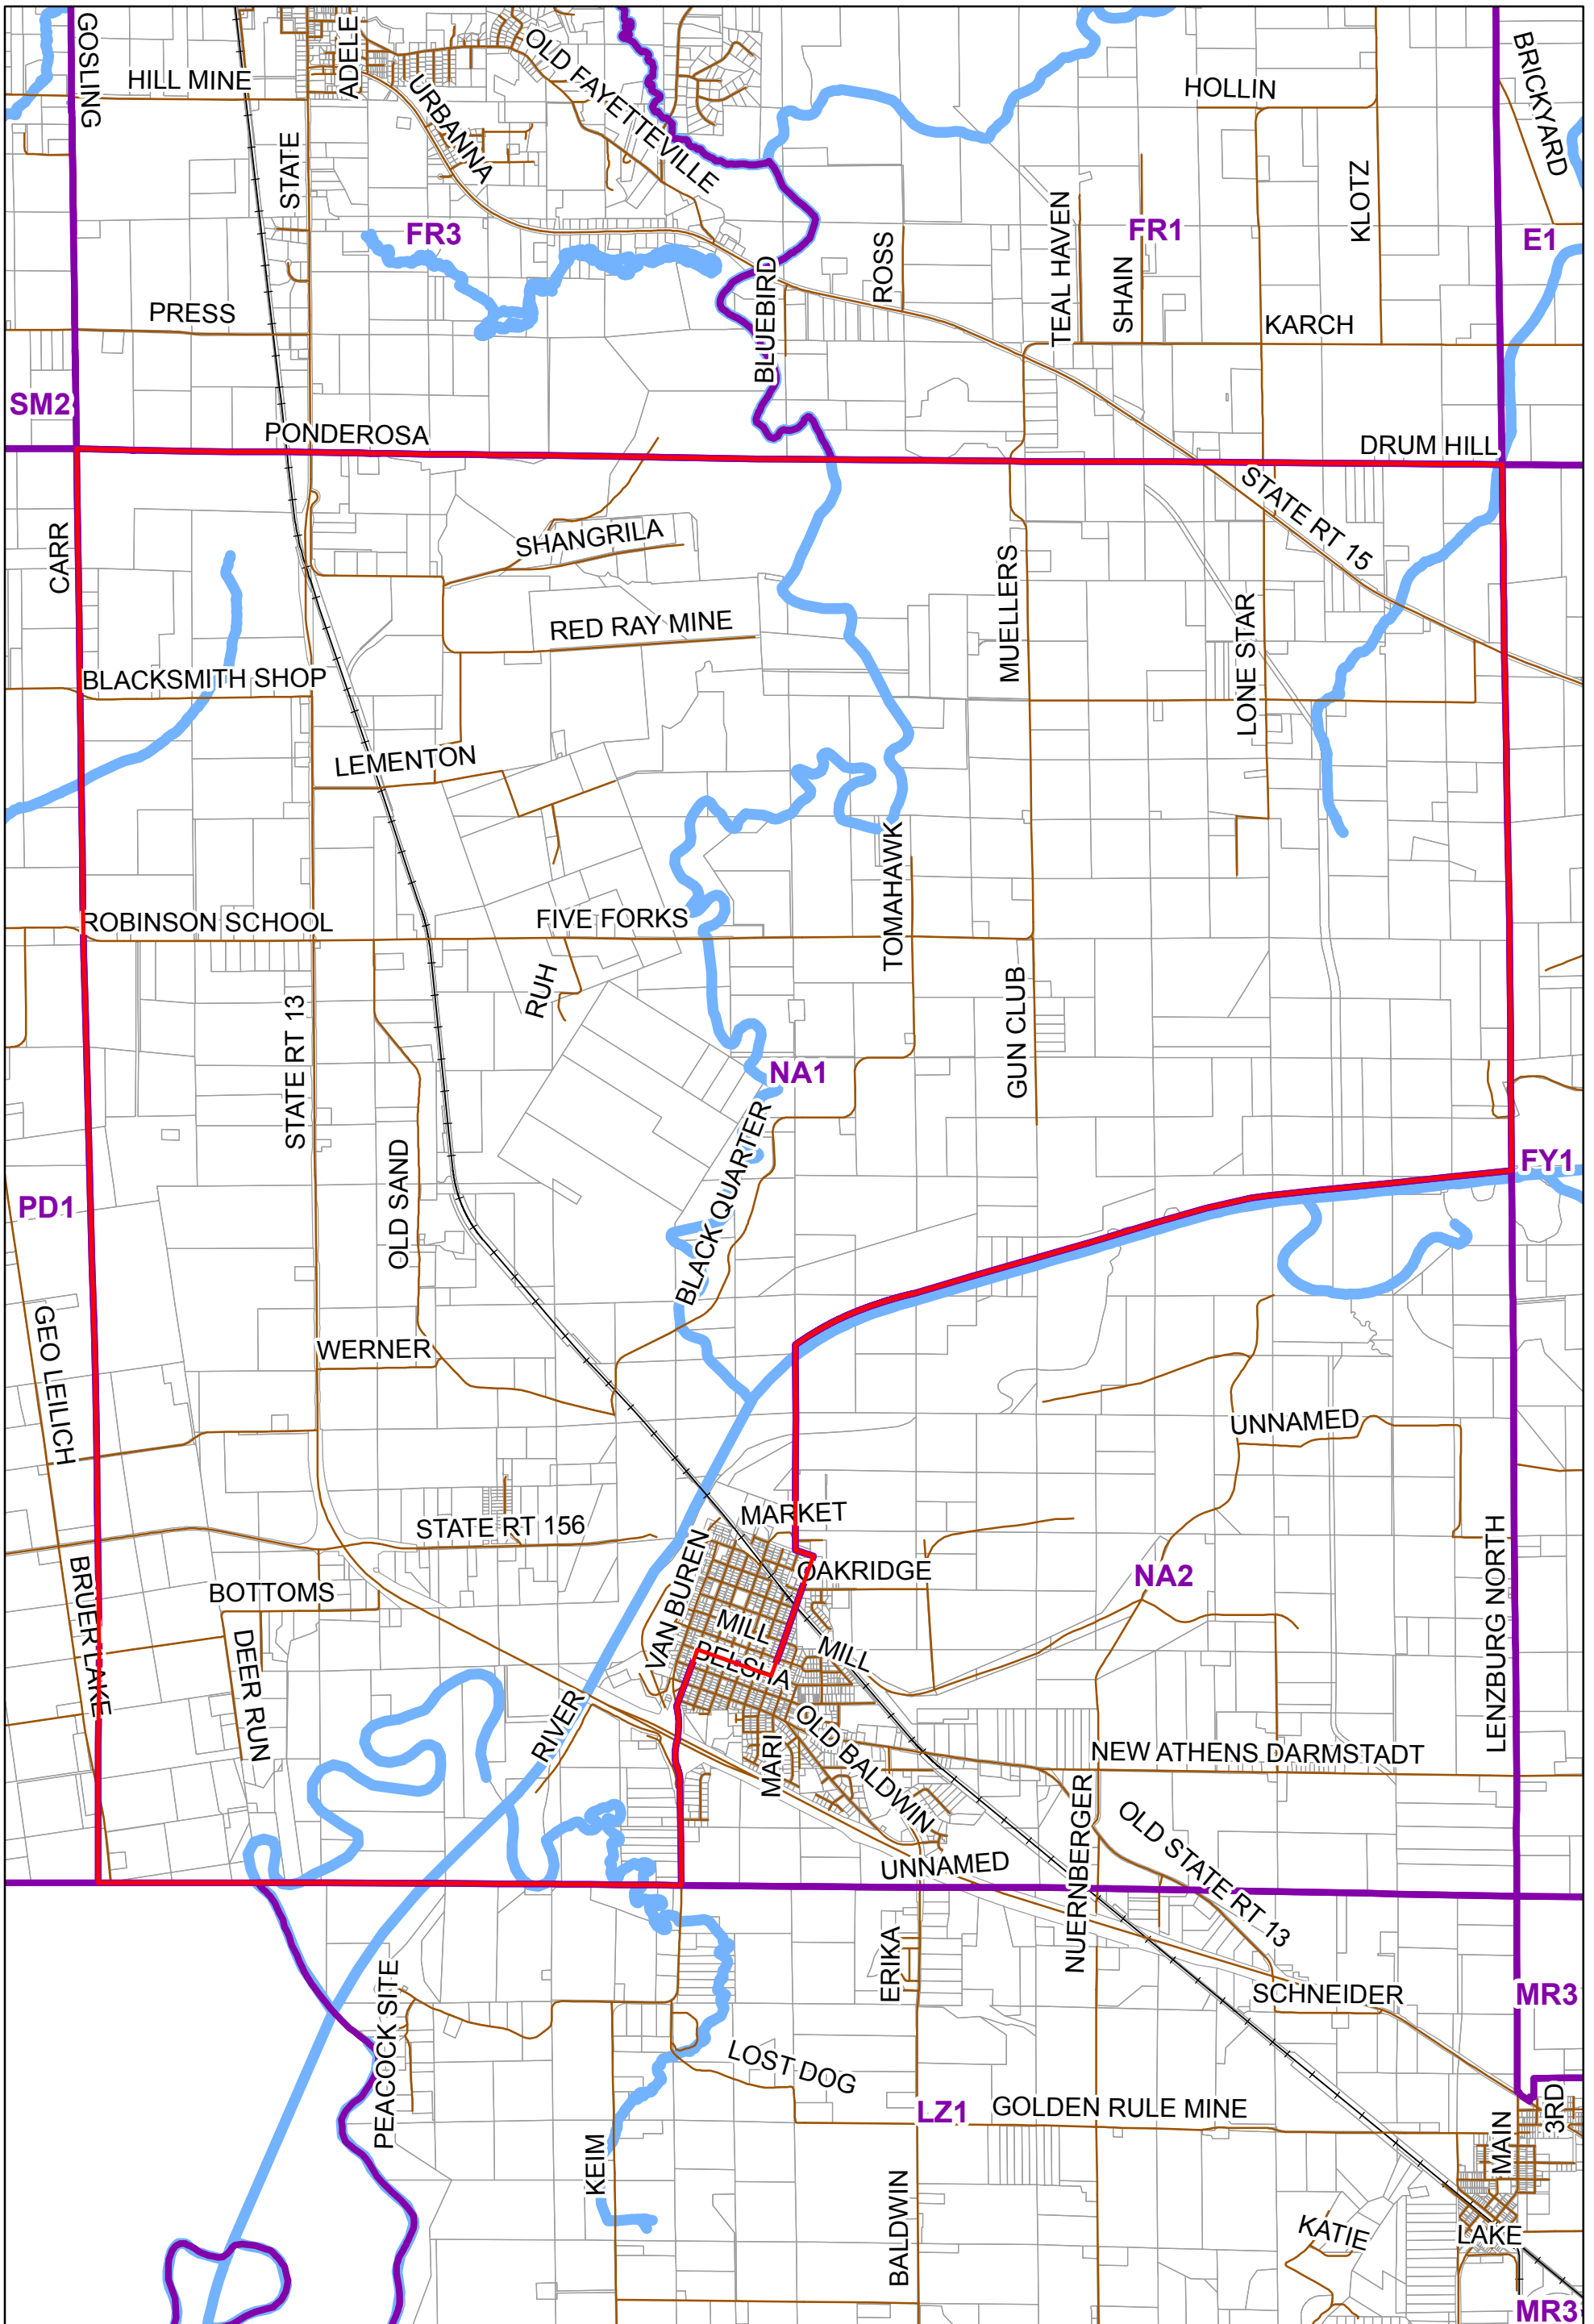 GOSLING
HILL MINE
ADELE
OLD FAYETTEVILLE
URBANNA
STATE
HOLLIN
BRICKYARD
KLOTZ
FR3
FR1
E1
TEAL HAVEN
SHAIN
ROSS
BLUEBIRD
PRESS
KARCH
SM2
PONDEROSA
DRUM HILL
CARR
SHANGRILA
STATE RT 15
MUELLERS
LONE STAR
RED RAY MINE
BLACKSMITH SHOP
LEMENTON
TOMAHAWK
ROBINSON SCHOOL
FIVE FORKS
RUH
GUN CLUB
STATE RT 13
NA1
OLD SAND
BLACK QUARTER
FY1
PD1
GEO LEILICH
WERNER
UNNAMED
MARKET
STATE RT 156
OAKRIDGE
NA2
LENZBURG NORTH
BRUER LAKE
BOTTOMS
DEER RUN
VAN BUREN
MILL
MILL
BELSHA
RIVER
MARI
OLD BALDWIN
NEW ATHENS DARMSTADT
NUERNBERGER
OLD STATE RT 13
UNNAMED
ERIKA
SCHNEIDER
MR3
PEACOCK SITE
LOST DOG
LZ1
GOLDEN RULE MINE
3RD
MAIN
KEIM
BALDWIN
KATIE
LAKE
MR3